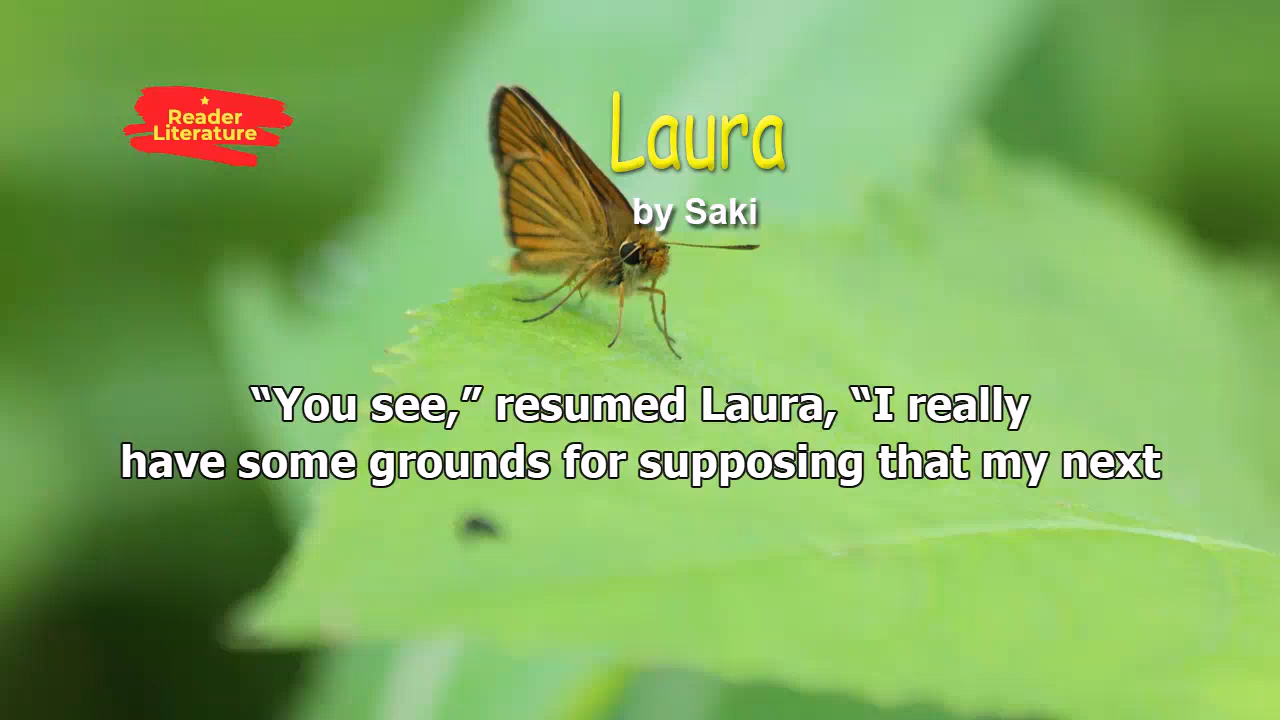 Reader
Literature
Laura
by Saki
“You see,” resumed Laura, “I really
have some grounds for supposing that my next